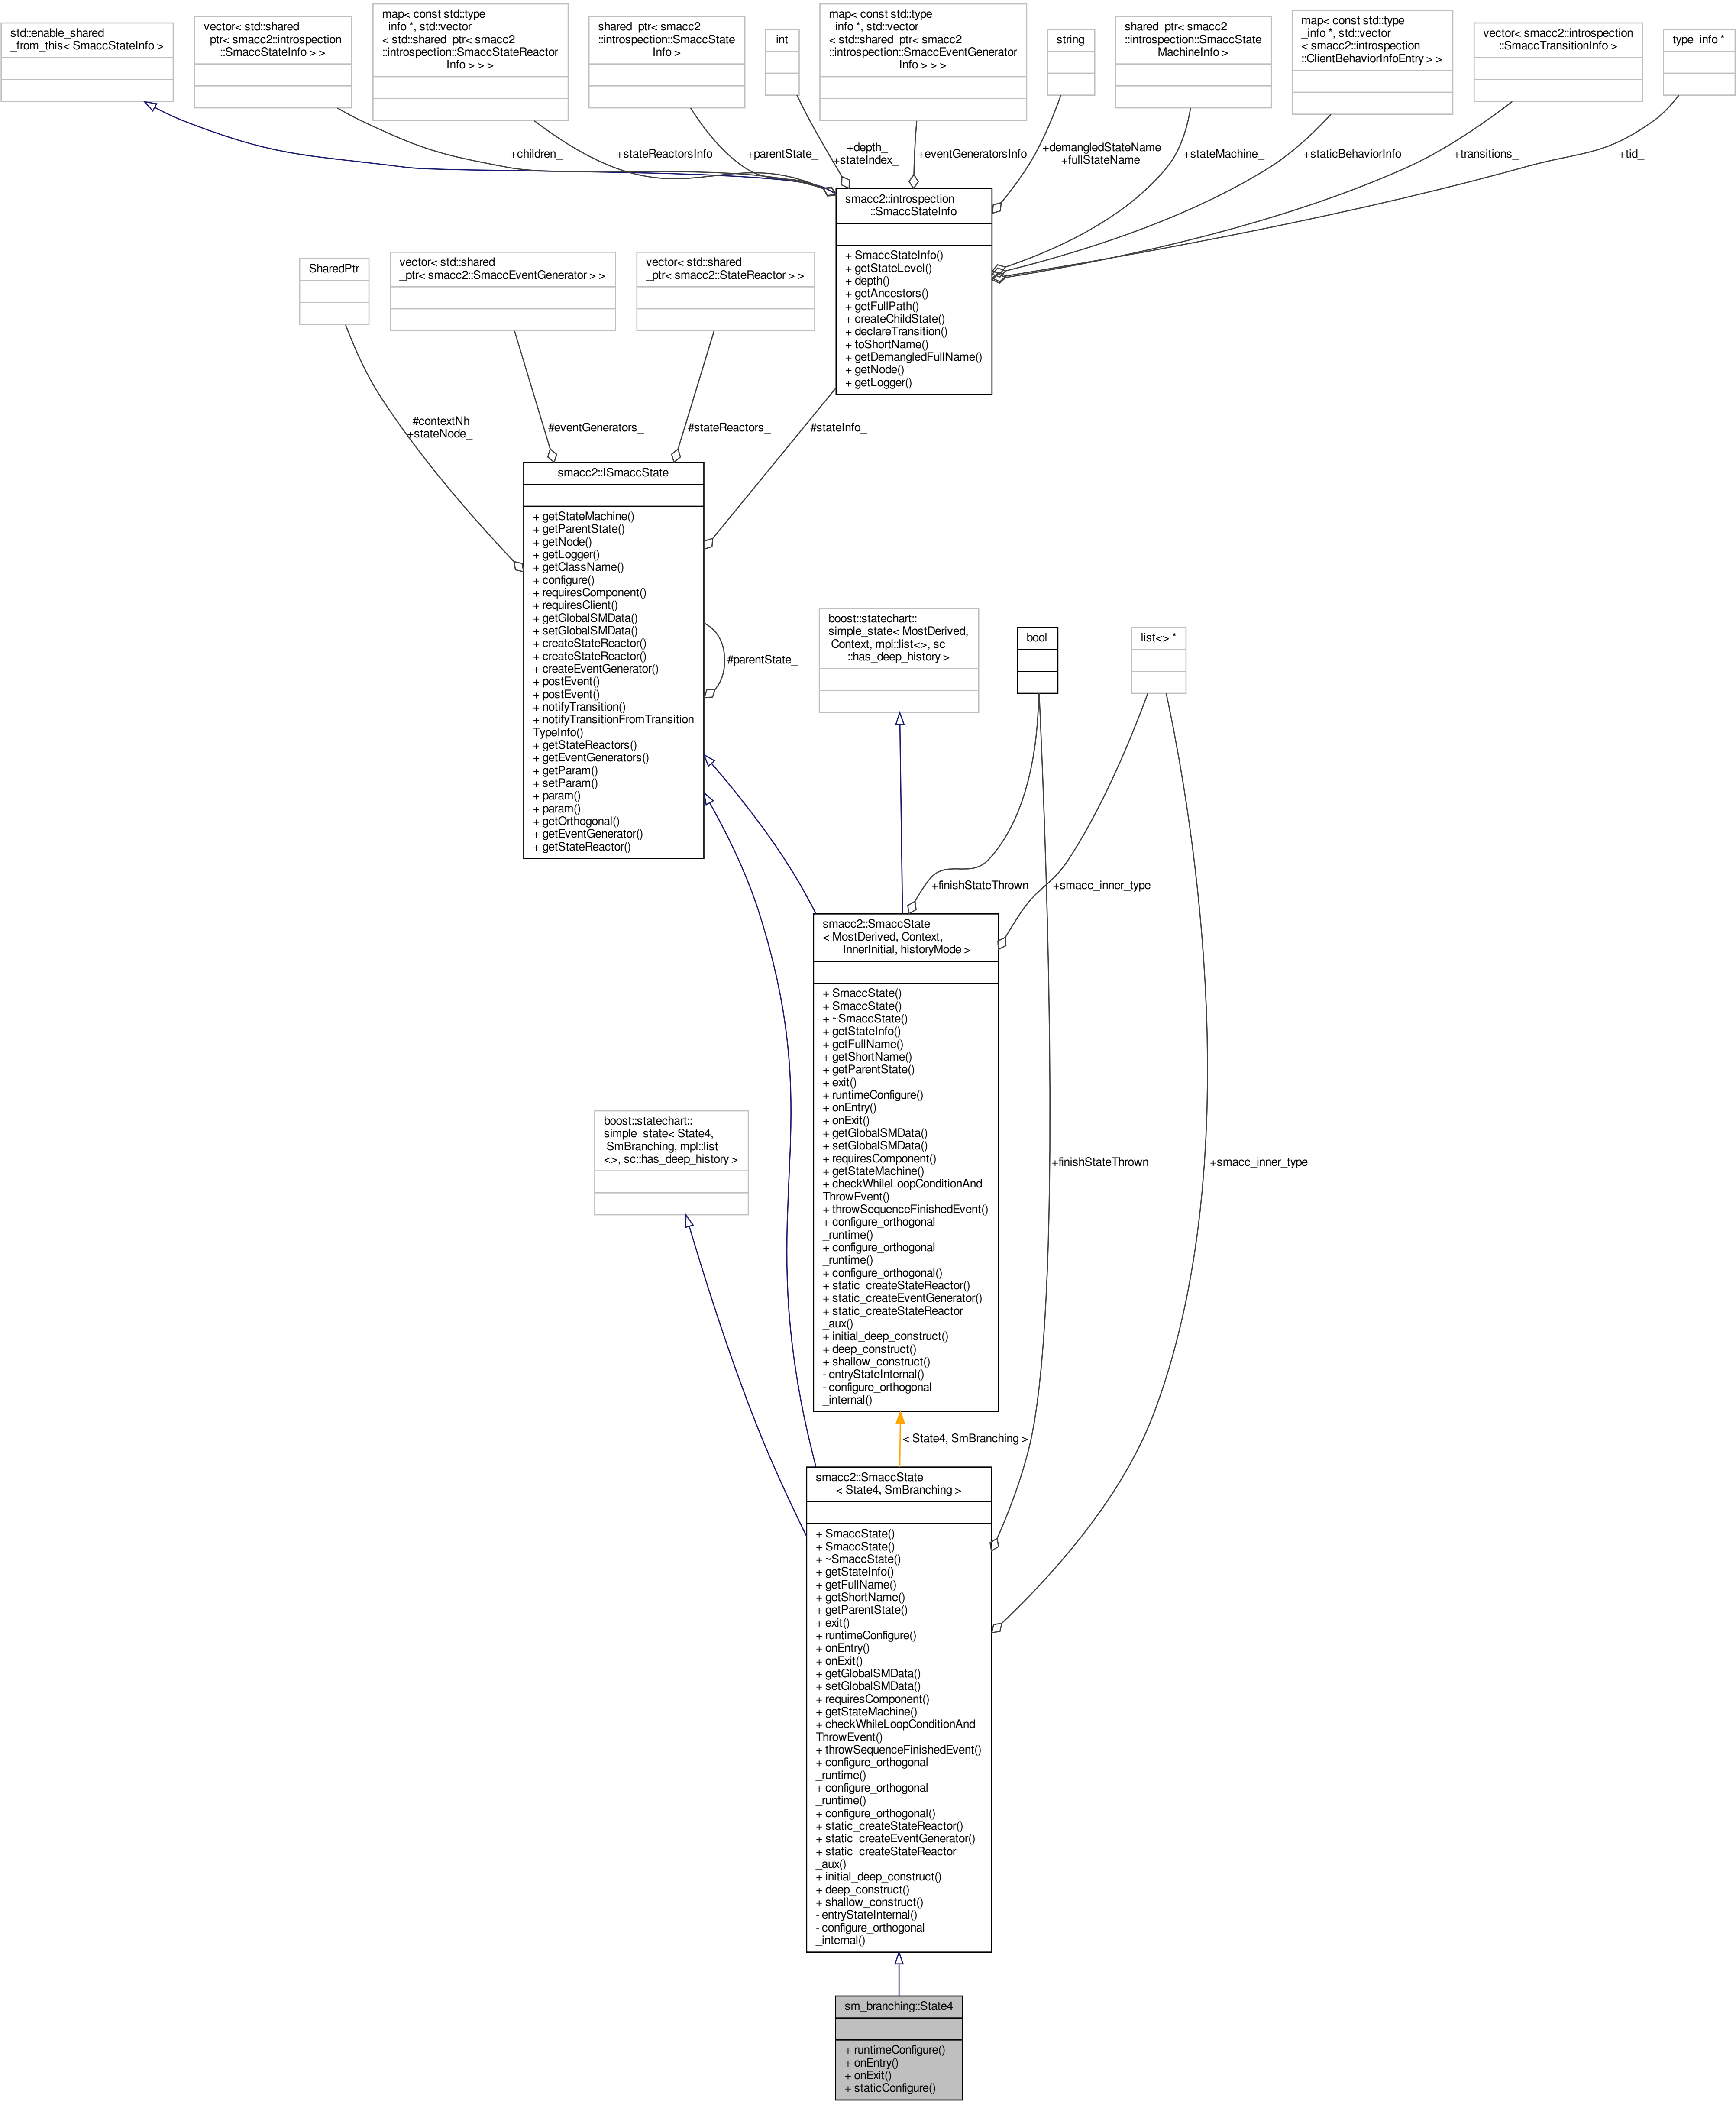 std::enable_shared
_from_this< SmaccStateInfo >
vector< std::shared
_ptr< smacc2::introspection
::SmaccStateInfo > >
map< const std::type
_info *, std::vector
< std::shared_ptr< smacc2
::introspection::SmaccStateReactor
Info > > >
shared_ptr< smacc2
::introspection::SmaccState
Info >
int
map< const std::type
_info *, std::vector
< std::shared_ptr< smacc2
::introspection::SmaccEventGenerator
Info > > >
string
shared_ptr< smacc2
::introspection::SmaccState
MachineInfo >
map< const std::type
_info *, std::vector
< smacc2::introspection
::ClientBehaviorInfoEntry > >
vector< smacc2::introspection
::SmaccTransitionInfo >
type_info *
+children_
+stateReactorsInfo
+parentState_
+depth_
+stateIndex_
+eventGeneratorsInfo
+demangledStateName
+fullStateName
+stateMachine_
+staticBehaviorInfo
+transitions_
+tid_
smacc2::introspection
::SmaccStateInfo
+ SmaccStateInfo()
+ getStateLevel()
+ depth()
+ getAncestors()
+ getFullPath()
+ createChildState()
+ declareTransition()
+ toShortName()
+ getDemangledFullName()
+ getNode()
+ getLogger()
SharedPtr
vector< std::shared
_ptr< smacc2::SmaccEventGenerator > >
vector< std::shared
_ptr< smacc2::StateReactor > >
#contextNh
+stateNode_
#eventGenerators_
#stateReactors_
#stateInfo_
smacc2::ISmaccState
+ getStateMachine()
+ getParentState()
+ getNode()
+ getLogger()
+ getClassName()
+ configure()
+ requiresComponent()
+ requiresClient()
+ getGlobalSMData()
+ setGlobalSMData()
+ createStateReactor()
+ createStateReactor()
+ createEventGenerator()
+ postEvent()
+ postEvent()
+ notifyTransition()
+ notifyTransitionFromTransition
TypeInfo()
+ getStateReactors()
+ getEventGenerators()
+ getParam()
+ setParam()
+ param()
+ param()
+ getOrthogonal()
+ getEventGenerator()
+ getStateReactor()
#parentState_
boost::statechart::
simple_state< MostDerived,
Context, mpl::list<>, sc
::has_deep_history >
bool
list<> *
+finishStateThrown
+smacc_inner_type
smacc2::SmaccState
< MostDerived, Context,
InnerInitial, historyMode >
+ SmaccState()
+ SmaccState()
+ ~SmaccState()
+ getStateInfo()
+ getFullName()
+ getShortName()
+ getParentState()
+ exit()
+ runtimeConfigure()
+ onEntry()
+ onExit()
+ getGlobalSMData()
+ setGlobalSMData()
+ requiresComponent()
+ getStateMachine()
+ checkWhileLoopConditionAnd
ThrowEvent()
+ throwSequenceFinishedEvent()
+ configure_orthogonal
_runtime()
+ configure_orthogonal
_runtime()
+ configure_orthogonal()
+ static_createStateReactor()
+ static_createEventGenerator()
+ static_createStateReactor
_aux()
+ initial_deep_construct()
+ deep_construct()
+ shallow_construct()
- entryStateInternal()
- configure_orthogonal
_internal()
boost::statechart::
simple_state< State4,
SmBranching, mpl::list
<>, sc::has_deep_history >
+finishStateThrown
+smacc_inner_type
< State4, SmBranching >
smacc2::SmaccState
< State4, SmBranching >
+ SmaccState()
+ SmaccState()
+ ~SmaccState()
+ getStateInfo()
+ getFullName()
+ getShortName()
+ getParentState()
+ exit()
+ runtimeConfigure()
+ onEntry()
+ onExit()
+ getGlobalSMData()
+ setGlobalSMData()
+ requiresComponent()
+ getStateMachine()
+ checkWhileLoopConditionAnd
ThrowEvent()
+ throwSequenceFinishedEvent()
+ configure_orthogonal
_runtime()
+ configure_orthogonal
_runtime()
+ configure_orthogonal()
+ static_createStateReactor()
+ static_createEventGenerator()
+ static_createStateReactor
_aux()
+ initial_deep_construct()
+ deep_construct()
+ shallow_construct()
- entryStateInternal()
- configure_orthogonal
_internal()
sm_branching::State4
+ runtimeConfigure()
+ onEntry()
+ onExit()
+ staticConfigure()